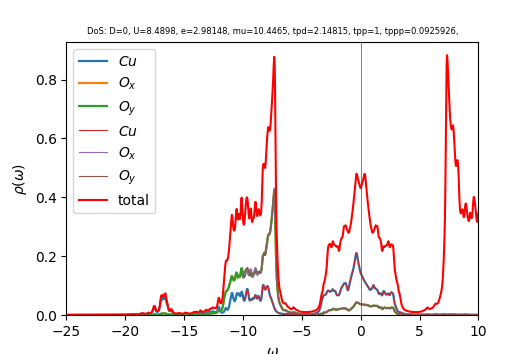 DoS: D=0, U=8.4898, e=2.98148, mu=10.4465, tpd=2.14815, tpp=1, tppp=0.0925926,
Cu
O_x
O_y
Cu
O_x
O_y
total
ρ(ω)
0.8
0.6
0.4
0.2
0.0
−25 −20 −15 −10 −5 0 5 10
ω